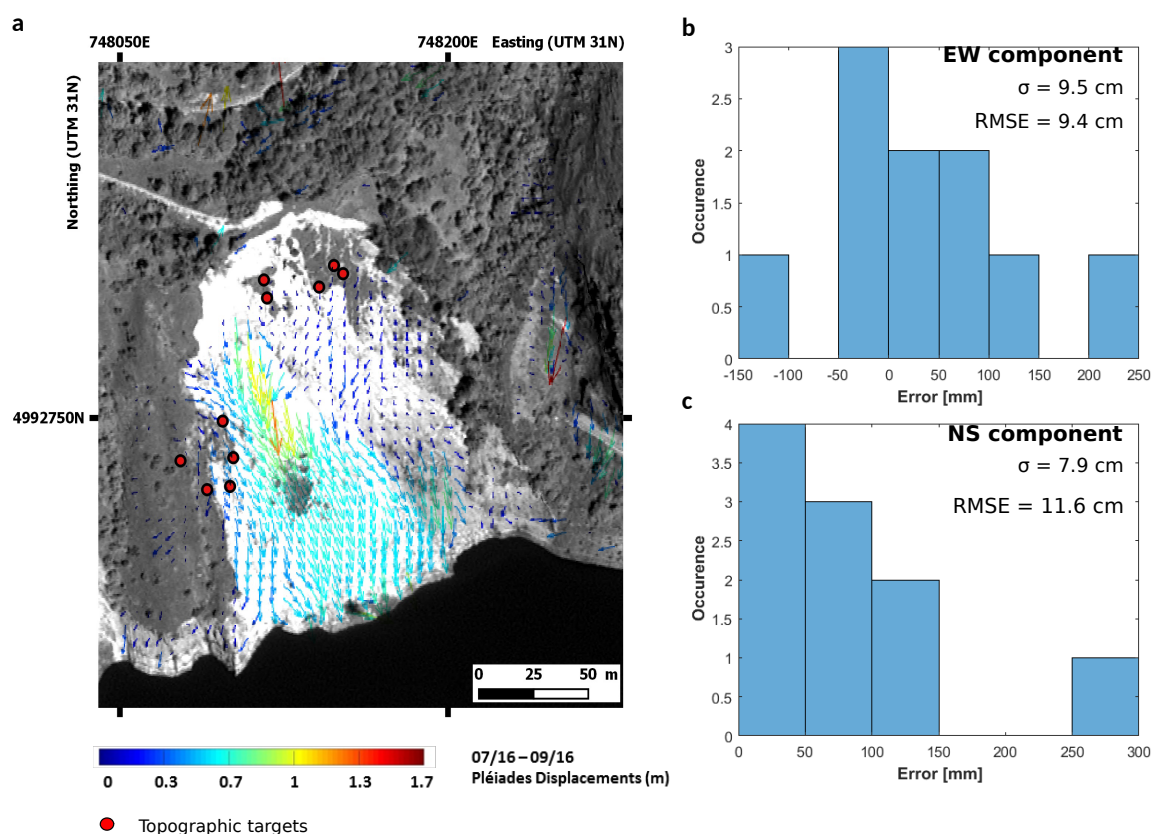 a
748050E 748200E Easting (UTM 31N)
Northing (UTM 31N)
4992750N
0 25 50 m
0 0.3 0.7 1 1.3 1.7
07/16 – 09/16
Pléiades Displacements (m)
Topographic targets
b
EW component
σ = 9.5 cm
RMSE = 9.4 cm
3
2.5
2
1.5
1
0.5
0
Occurence
-150 -100 -50 0 50 100 150 200 250
Error [mm]
c
NS component
σ = 7.9 cm
RMSE = 11.6 cm
4
3.5
3
2.5
2
1.5
1
0.5
0
Occurence
0 50 100 150 200 250 300
Error [mm]